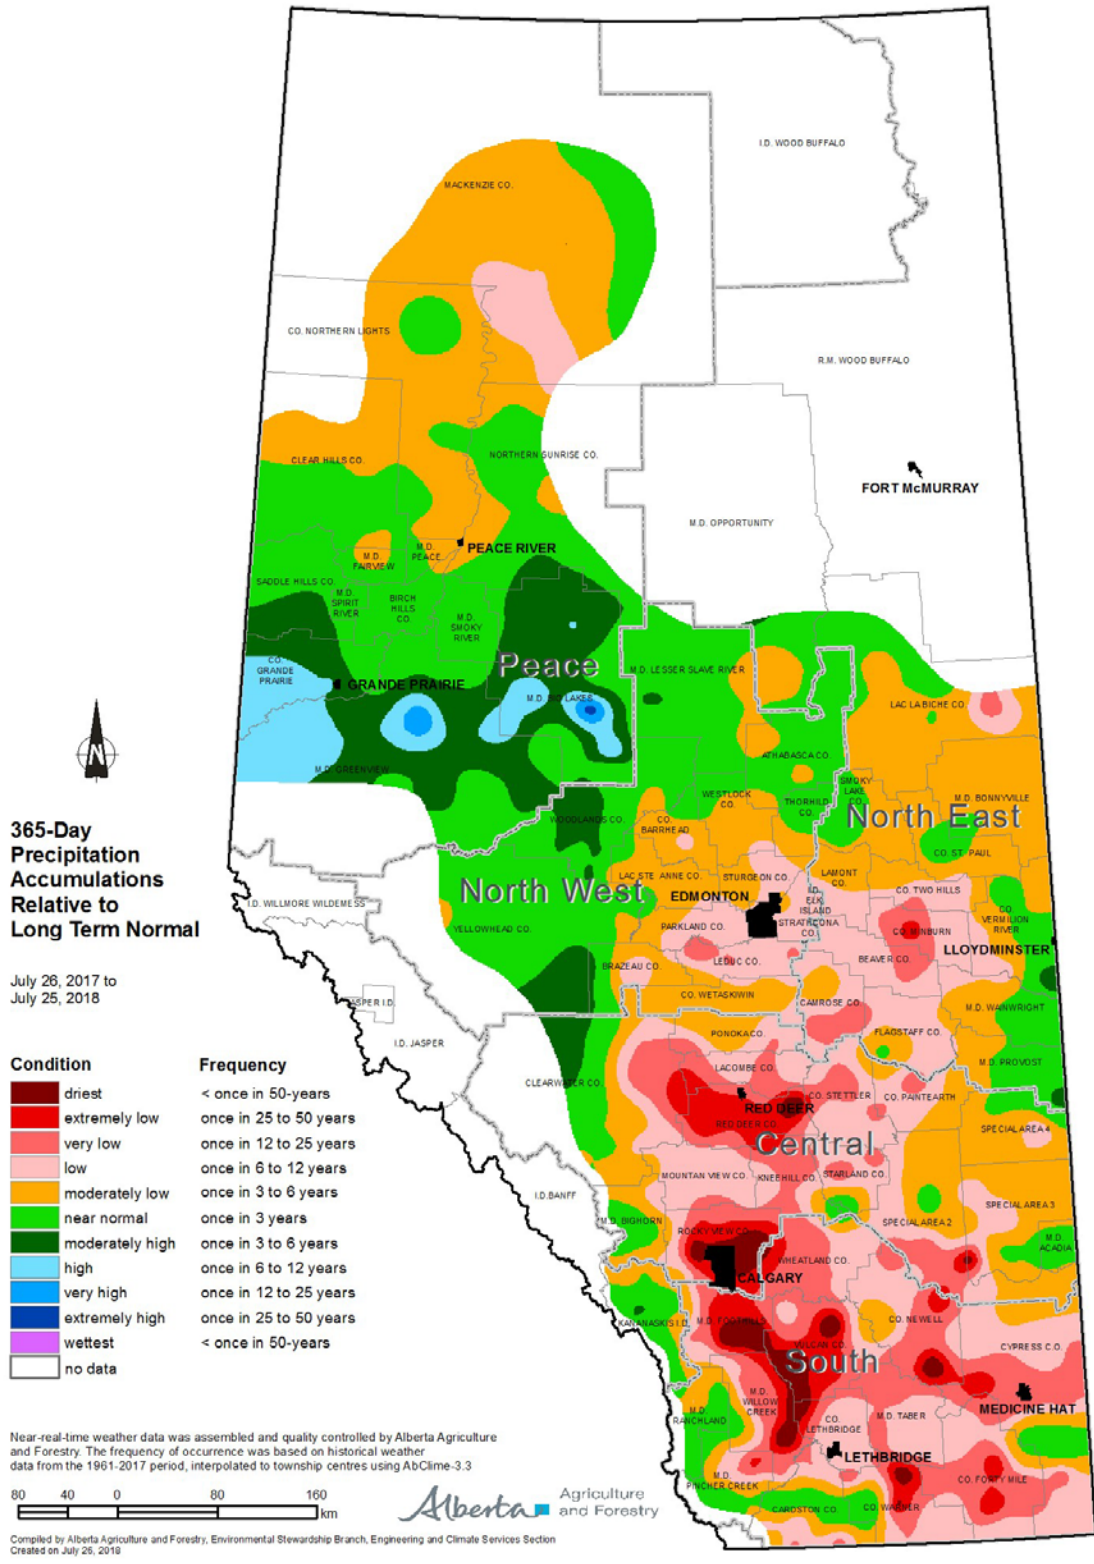 I.D. WOOD BUFFALO
MACKENZIE CO.
CO. NORTHERN LIGHTS
R.M. WOOD BUFFALO
CLEAR HILLS CO.
NORTHERN SUNRISE CO.
FORT McMURRAY
M.D. OPPORTUNITY
PEACE RIVER
M.D.
PEACE
M.D.
FAIRVIEW
SADDLE HILLS CO.
M.D.
SPIRIT
RIVER
BIRCH
HILLS
CO.
M.D.
SMOKY
RIVER
Peace
M.D. LESSER SLAVE RIVER
CO.
GRANDE
PRAIRIE
GRANDE PRAIRIE
M.D. BIG LAKES
LAC LA BICHE CO.
ATHABASCA CO.
M.D. GREENVIEW
SMOKY
LAKE
CO.
M.D. BONNYVILLE
WESTLOCK
CO.
THORHILD
CO.
North East
WOODLANDS CO.
CO.
BARRHEAD
CO. ST. PAUL
365-Day
Precipitation
Accumulations
Relative to
Long Term Normal
July 26, 2017 to
July 25, 2018
North West
LAC STE ANNE CO.
STURGEON CO.
LAMONT
CO.
CO. TWO HILLS
EDMONTON
I.D. WILLMORE WILDERNESS
ELK
ISLAND
STRATHCONA
CO.
CO.
VERMILION
RIVER
YELLOWHEAD CO.
PARKLAND CO.
CO. MINBURN
LLOYDMINSTER
LEDUC CO.
BEAVER CO.
BRAZEAU CO.
CO. WETASKIWIN
CAMROSE CO.
M.D. WAINWRIGHT
JASPER I.D.
I.D. JASPER
PONOKA CO.
FLAGSTAFF CO.
M.D. PROVOST
LACOMBE CO.
CLEARWATER CO.
CO. STETTLER
CO. PAINTEARTH
RED DEER
RED DEER CO.
SPECIAL AREA 4
Central
MOUNTAN VIEW CO.
KNEEHILL CO.
STARLAND CO.
I.D.BANFF
SPECIAL AREA 3
M.D. BIGHORN
ROCKY VIEW CO.
SPECIAL AREA 2
M.D.
ACADIA
WHEATLAND CO.
CALGARY
KANANASKIS I.D.
M.D. FOOTHILLS
CO. NEWELL
VULCAN CO.
CYPRESS CO.
South
M.D.
WILLOW
CREEK
MEDICINE HAT
M.D.
RANCHLAND
CO.
LETHBRIDGE
M.D. TABER
LETHBRIDGE
M.D.
PINCHER CREEK
CO. FORTY MILE
CARDSTON CO.
CO. WARNER
Condition Frequency
driest < once in 50-years
extremely low once in 25 to 50 years
very low once in 12 to 25 years
low once in 6 to 12 years
moderately low once in 3 to 6 years
near normal once in 3 years
moderately high once in 3 to 6 years
high once in 6 to 12 years
very high once in 12 to 25 years
extremely high once in 25 to 50 years
wettest < once in 50-years
no data
Near-real-time weather data was assembled and quality controlled by Alberta Agriculture
and Forestry. The frequency of occurrence was based on historical weather
data from the 1961-2017 period, interpolated to township centres using AbClime-3.3
80 40 0 80 160
km
Alberta Agriculture
and Forestry
Compiled by Alberta Agriculture and Forestry, Environmental Stewardship Branch, Engineering and Climate Services Section
Created on July 26, 2018
N